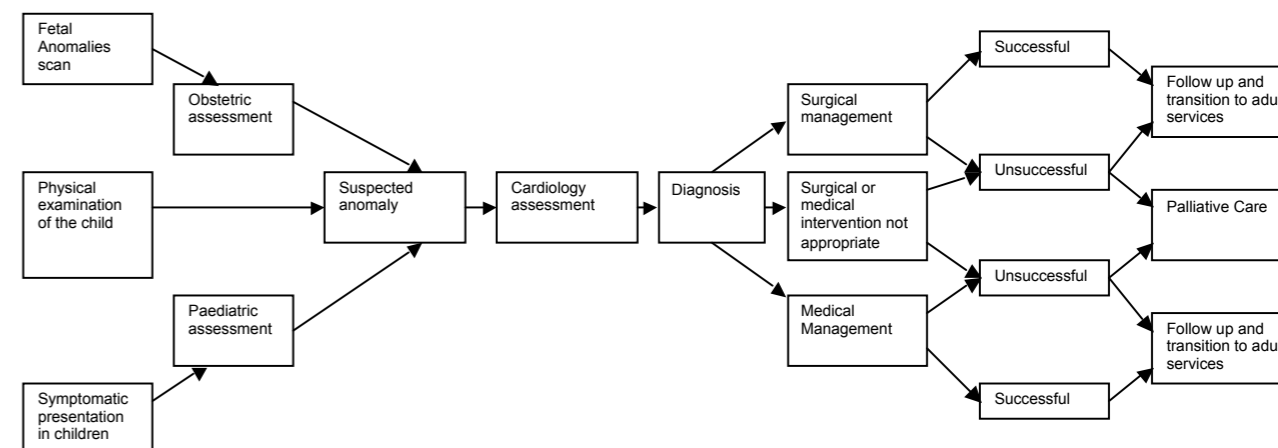 Fetal
Anomalies
scan
Obstetric
assessment
Physical
examination
of the child
Suspected
anomaly
Paediatric
assessment
Symptomatic
presentation
in children
Cardiology
assessment
Diagnosis
Surgical
management
Surgical or
medical
intervention not
appropriate
Medical
Management
Successful
Unsuccessful
Unsuccessful
Successful
Follow up and
transition to adu
services
Palliative Care
Follow up and
transition to adu
services